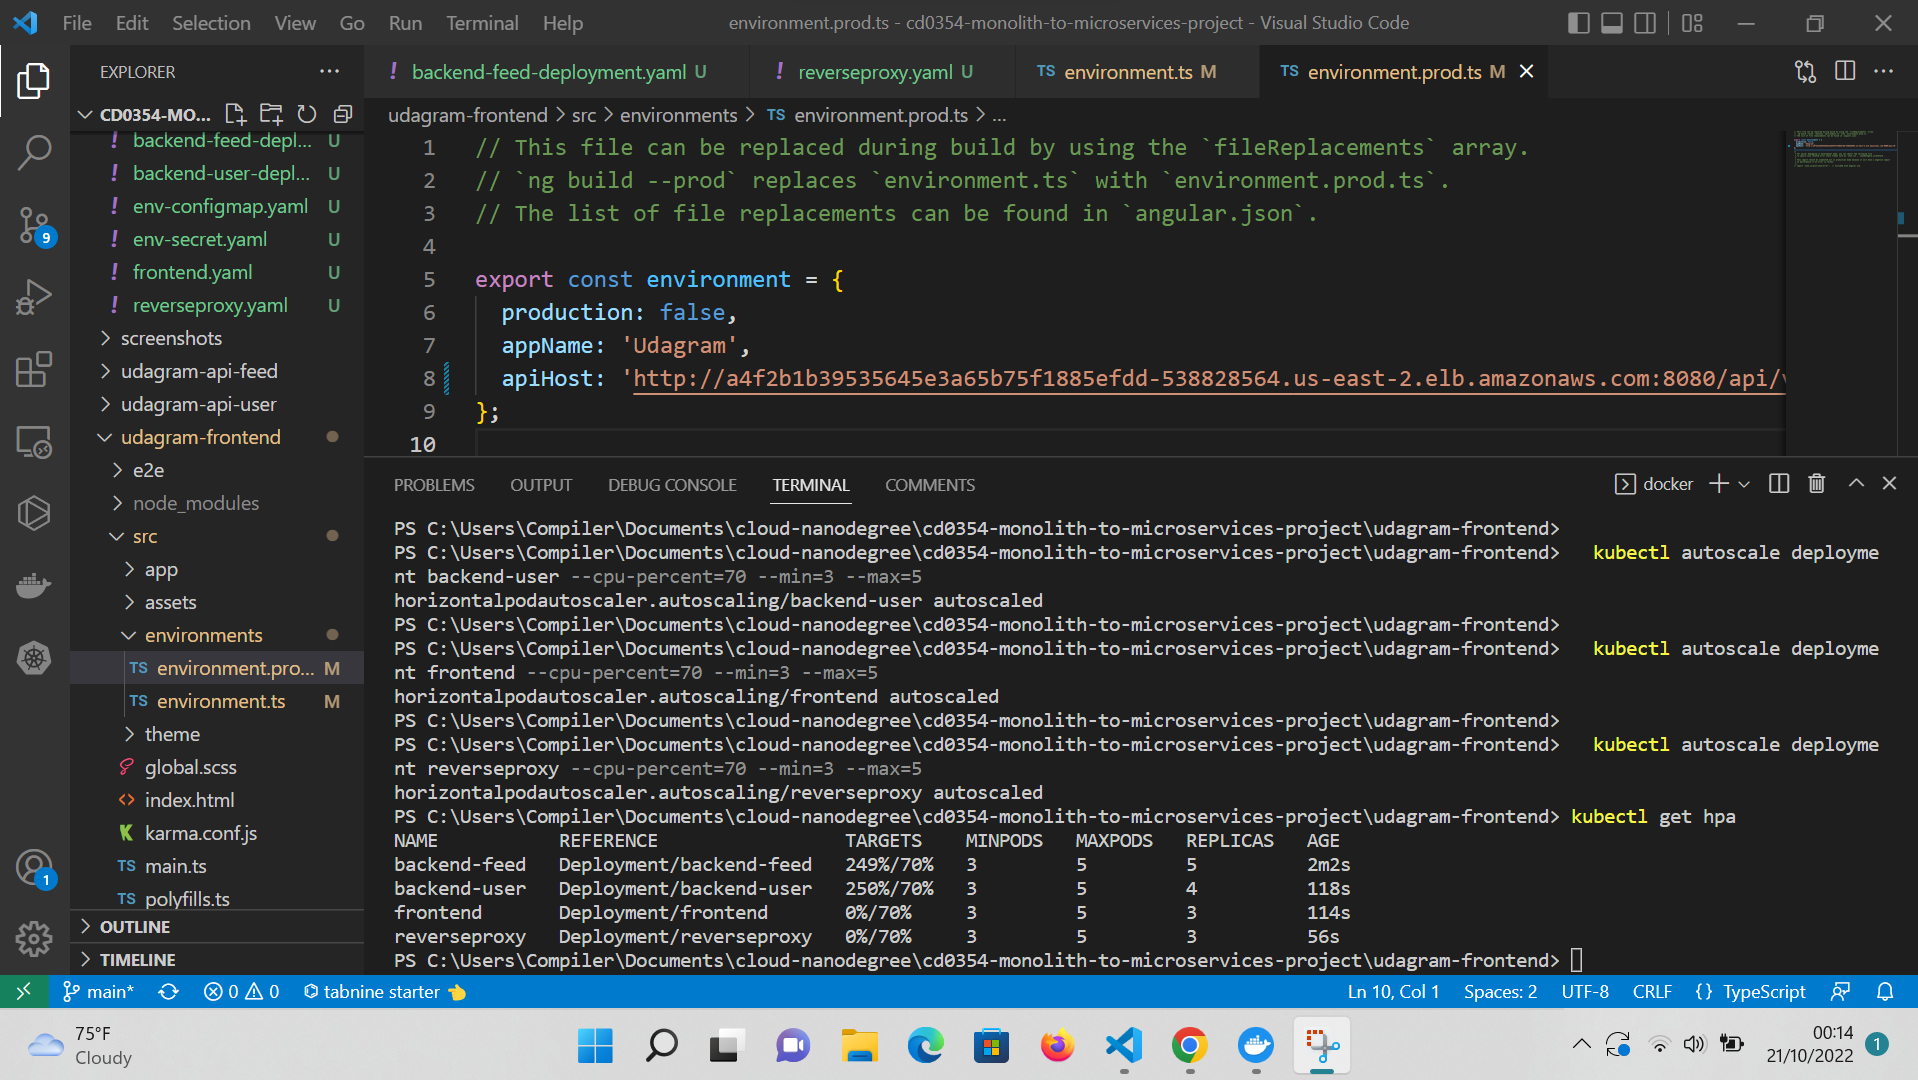 File Edit Selection View Go Run Terminal Help
environment.prod.ts - cd0354-monolith-to-microservices-project - Visual Studio Code
EXPLORER
CD0354-MO...
backend-feed-depl... U
backend-user-depl... U
env-configmap.yaml U
env-secret.yaml U
frontend.yaml U
reverseproxy.yaml U
screenshots
udagram-api-feed
udagram-api-user
udagram-frontend
e2e
node_modules
src
app
assets
environments
TS environment.pro... M
TS environment.ts M
theme
global.scss
index.html
karma.conf.js
TS main.ts
TS polyfills.ts
OUTLINE
TIMELINE
9
1
! backend-feed-deployment.yaml U
! reverseproxy.yaml U
TS environment.ts M
TS environment.prod.ts M
udagram-frontend > src > environments > TS environment.prod.ts > ...
1 // This file can be replaced during build by using the `fileReplacements` array.
2 // `ng build --prod` replaces `environment.ts` with `environment.prod.ts`.
3 // The list of file replacements can be found in `angular.json`.
4
5 export const environment = {
6 production: false,
7 appName: 'Udagram',
8 apiHost: 'http://a4f2b1b39535645e3a65b75f1885efdd-538828564.us-east-2.elb.amazonaws.com:8080/api/
9 };
10
PROBLEMS OUTPUT DEBUG CONSOLE TERMINAL COMMENTS
docker
PS C:\Users\Compiler\Documents\cloud-nanodegree\cd0354-monolith-to-microservices-project\udagram-frontend>
PS C:\Users\Compiler\Documents\cloud-nanodegree\cd0354-monolith-to-microservices-project\udagram-frontend> kubectl autoscale deployme
nt backend-user --cpu-percent=70 --min=3 --max=5
horizontalpodautoscaler.autoscaling/backend-user autoscaled
PS C:\Users\Compiler\Documents\cloud-nanodegree\cd0354-monolith-to-microservices-project\udagram-frontend>
PS C:\Users\Compiler\Documents\cloud-nanodegree\cd0354-monolith-to-microservices-project\udagram-frontend> kubectl autoscale deployme
nt frontend --cpu-percent=70 --min=3 --max=5
horizontalpodautoscaler.autoscaling/frontend autoscaled
PS C:\Users\Compiler\Documents\cloud-nanodegree\cd0354-monolith-to-microservices-project\udagram-frontend>
PS C:\Users\Compiler\Documents\cloud-nanodegree\cd0354-monolith-to-microservices-project\udagram-frontend> kubectl autoscale deployme
nt reverseproxy --cpu-percent=70 --min=3 --max=5
horizontalpodautoscaler.autoscaling/reverseproxy autoscaled
PS C:\Users\Compiler\Documents\cloud-nanodegree\cd0354-monolith-to-microservices-project\udagram-frontend> kubectl get hpa
NAME REFERENCE TARGETS MINPODS MAXPODS REPLICAS AGE
backend-feed Deployment/backend-feed 249%/70% 3 5 5 2m2s
backend-user Deployment/backend-user 250%/70% 3 5 4 118s
frontend Deployment/frontend 0%/70% 3 5 3 114s
reverseproxy Deployment/reverseproxy 0%/70% 3 5 3 56s
PS C:\Users\Compiler\Documents\cloud-nanodegree\cd0354-monolith-to-microservices-project\udagram-frontend>
main* 0 0 tabnine starter
Ln 10, Col 1 Spaces: 2 UTF-8 CRLF {} TypeScript
75°F
Cloudy
00:14
21/10/2022
1